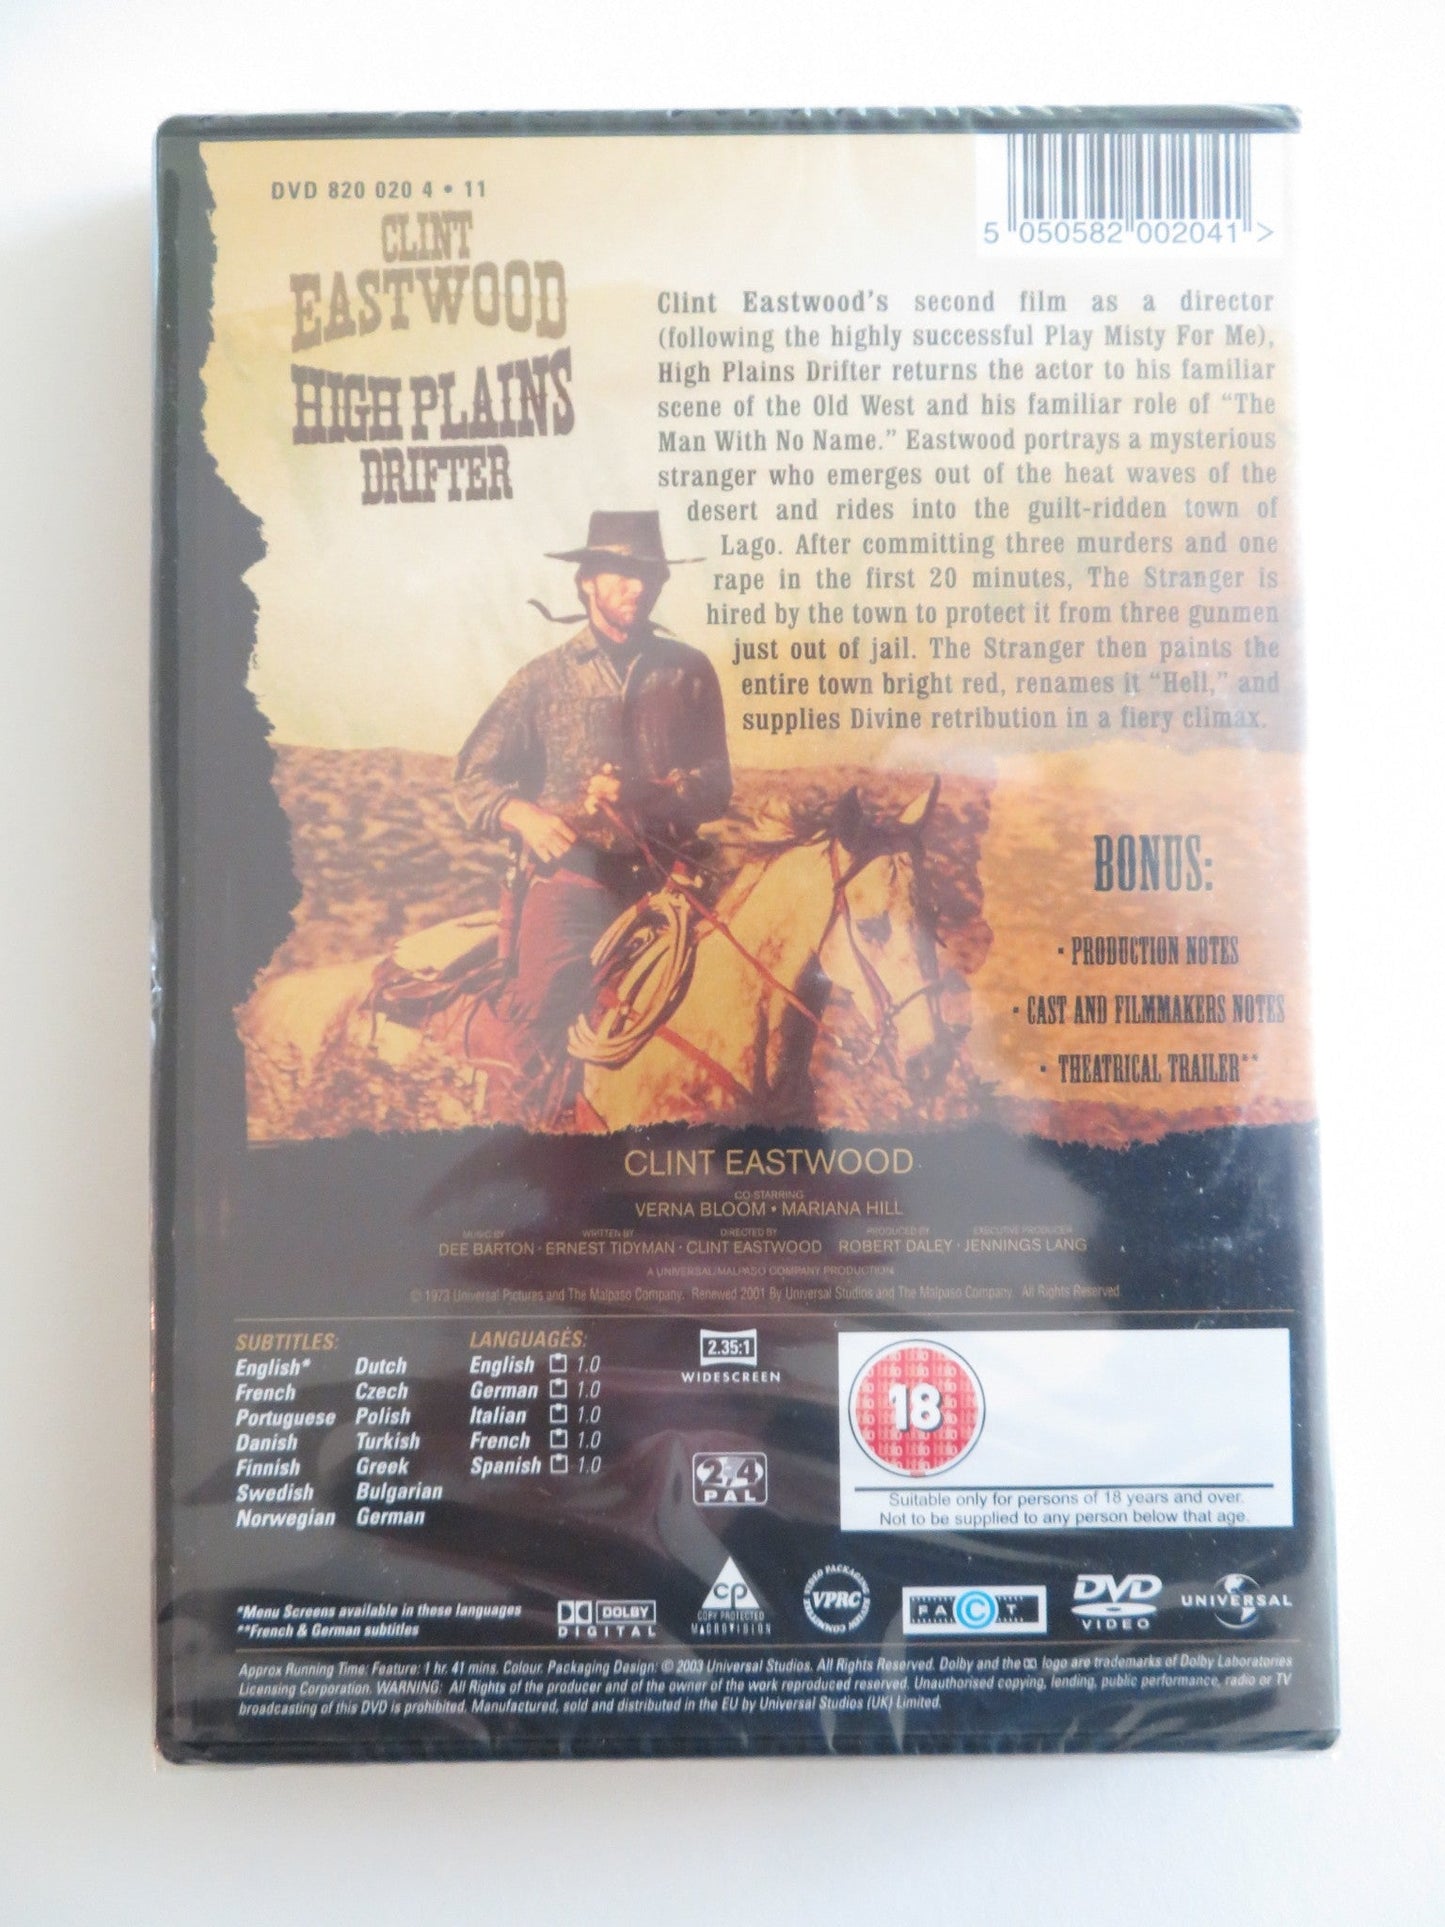 DVD 820 020 4 • 11
5 050582 002041 >
CLINT
EASTWOOD
HIGH PLAINS
DRIFTER
Clint Eastwood's second film as a director
(following the highly successful Play Misty For Me),
High Plains Drifter returns the actor to his familiar
scene of the Old West and his familiar role of "The
Man With No Name." Eastwood portrays a mysterious
stranger who emerges out of the heat waves of the
desert and rides into the guilt-ridden town of
Lago. After committing three murders and one
rape in the first 20 minutes, The Stranger is
hired by the town to protect it from three gunmen
just out of jail. The Stranger then paints the
entire town bright red, renames it "Hell," and
supplies Divine retribution in a fiery climax.
BONUS:
• PRODUCTION NOTES
• CAST AND FILMMAKERS NOTES
• THEATRICAL TRAILER**
CLINT EASTWOOD
CO-STARRING
VERNA BLOOM • MARIANA HILL
MUSIC BY WRITTEN BY DIRECTED BY PRODUCED BY EXECUTIVE PRODUCER
DEE BARTON • ERNEST TIDYMAN • CLINT EASTWOOD ROBERT DALEY • JENNINGS LANG
A UNIVERSAL/MALPASO COMPANY PRODUCTION
© 1973 Universal Pictures and The Malpaso Company. Renewed 2001 By Universal Studios and The Malpaso Company. All Rights Reserved
SUBTITLES:
English* Dutch
French Czech
Portuguese Polish
Danish Turkish
Finnish Greek
Swedish Bulgarian
Norwegian German
LANGUAGES:
English 1.0
German 1.0
Italian 1.0
French 1.0
Spanish 1.0
2.35:1
WIDESCREEN
2,4
PAL
18
Suitable only for persons of 18 years and over.
Not to be supplied to any person below that age.
*Menu Screens available in these languages
**French & German subtitles
DOLBY
DIGITAL
CP
COPY PROTECTED
MACROVISION
VIDEO PACKAGING
VPRC
REVIEW COMMITTEE
FACT
DVD
VIDEO
UNIVERSAL
Approx Running Time: Feature: 1 hr. 41 mins. Colour. Packaging Design: © 2003 Universal Studios. All Rights Reserved. Dolby and the logo are trademarks of Dolby Laboratories
Licensing Corporation. WARNING: All Rights of the producer and of the owner of the work reproduced reserved. Unauthorised copying, lending, public performance, radio or TV
broadcasting of this DVD is prohibited. Manufactured, sold and distributed in the EU by Universal Studios (UK) Limited.